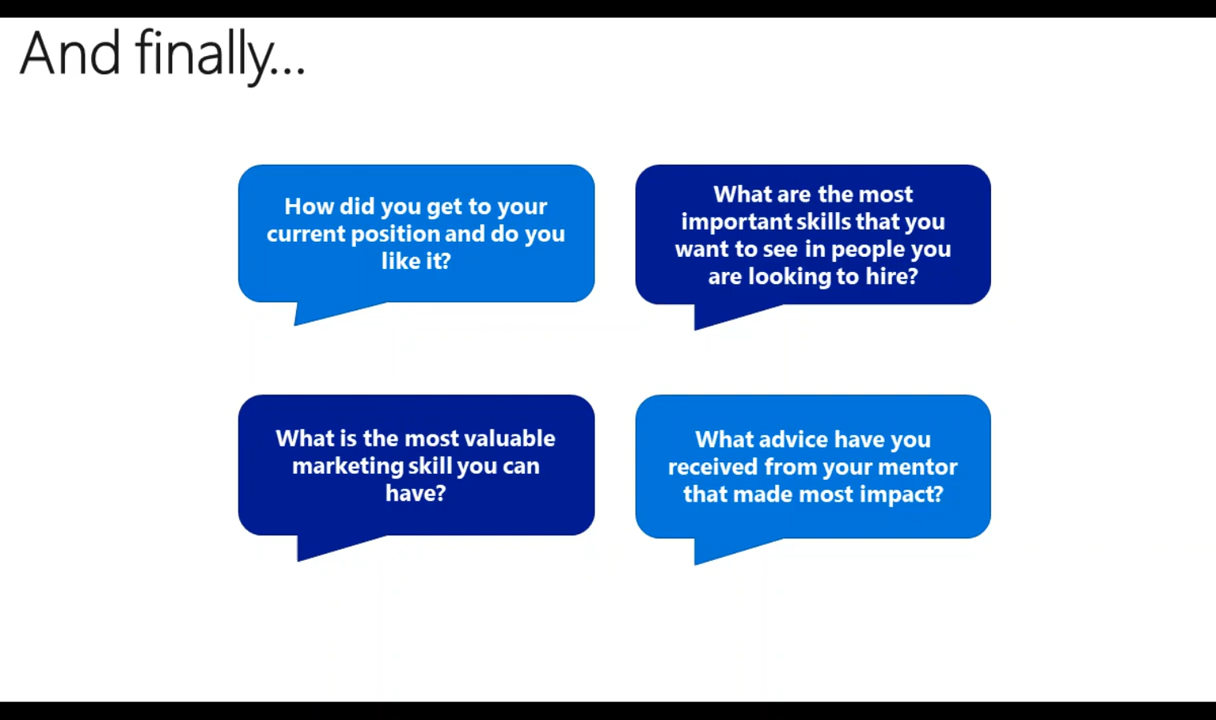 And finally...
How did you get to your
current position and do you
like it?
What are the most
important skills that you
want to see in people you
are looking to hire?
What is the most valuable
marketing skill you can
have?
What advice have you
received from your mentor
that made most impact?